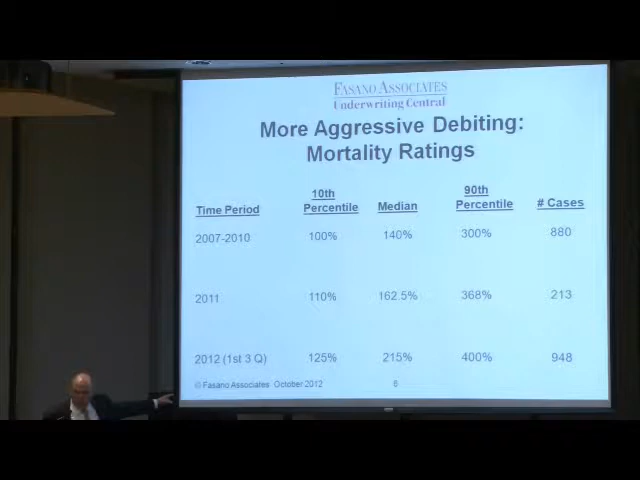 FASANO ASSOCIATES
Underwriting Central
More Aggressive Debiting:
Mortality Ratings
Time Period 10th Percentile Median 90th Percentile # Cases
2007-2010 100% 140% 300% 880
2011 110% 162.5% 368% 213
2012 (1st 3 Q) 125% 215% 400% 948
© Fasano Associates October 2012 6